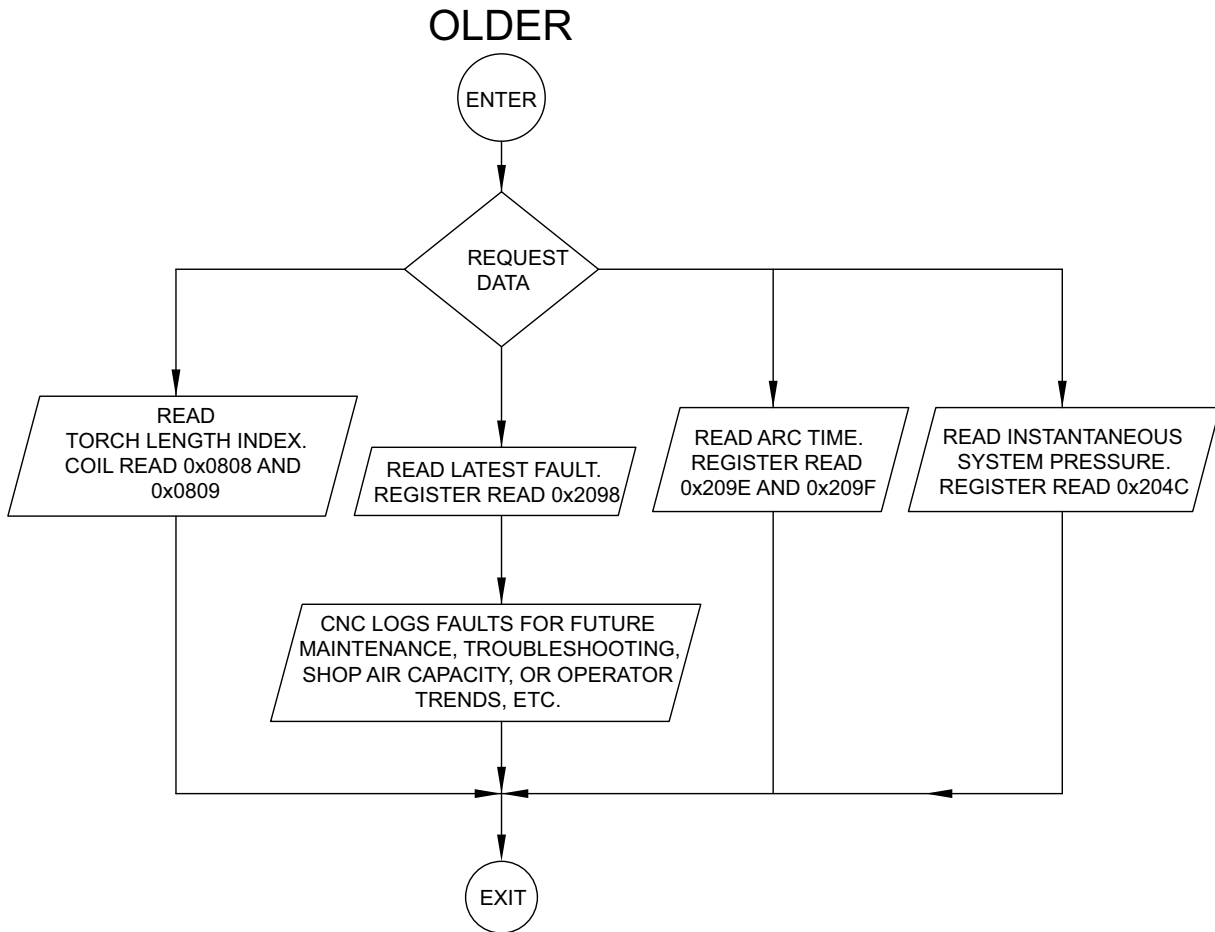 OLDER
ENTER
REQUEST
DATA
READ
TORCH LENGTH INDEX.
COIL READ 0x0808 AND
0x0809
READ LATEST FAULT.
REGISTER READ 0x2098
READ ARC TIME.
REGISTER READ
0x209E AND 0x209F
READ INSTANTANEOUS
SYSTEM PRESSURE.
REGISTER READ 0x204C
CNC LOGS FAULTS FOR FUTURE
MAINTENANCE, TROUBLESHOOTING,
SHOP AIR CAPACITY, OR OPERATOR
TRENDS, ETC.
EXIT